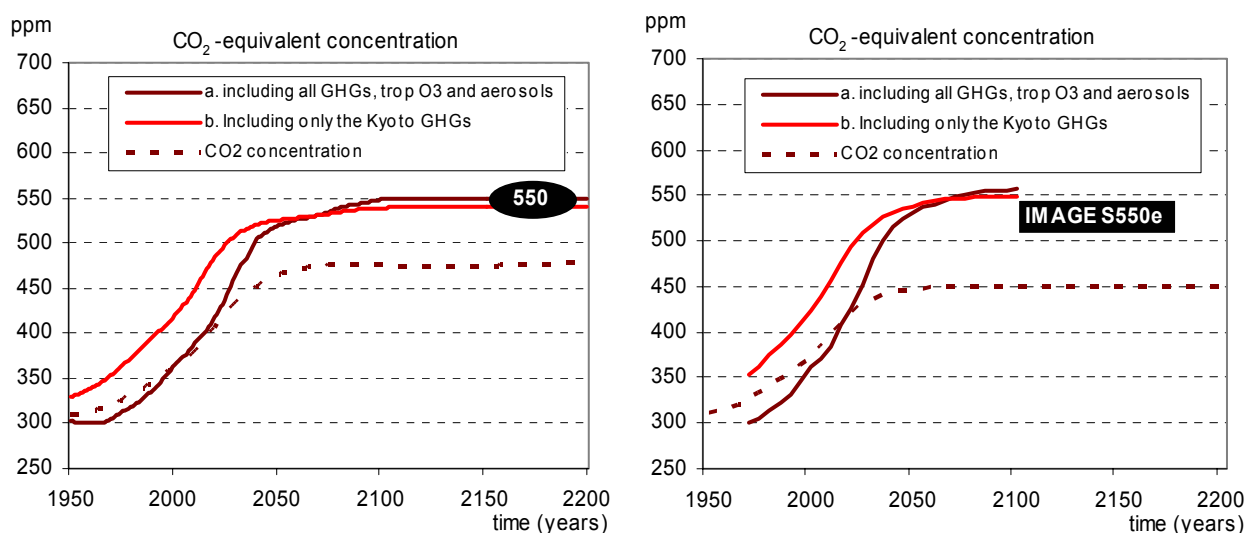 ppm
CO2 -equivalent concentration
700
650
600
550
500
450
400
350
300
250
a. including all GHGs, trop O3 and aerosols
b. Including only the Kyoto GHGs
CO2 concentration
550
1950 2000 2050 2100 2150 2200
time (years)
ppm
CO2 -equivalent concentration
700
650
600
550
500
450
400
350
300
250
a. including all GHGs, trop O3 and aerosols
b. Including only the Kyoto GHGs
CO2 concentration
IMAGE S550e
1950 2000 2050 2100 2150 2200
time (years)